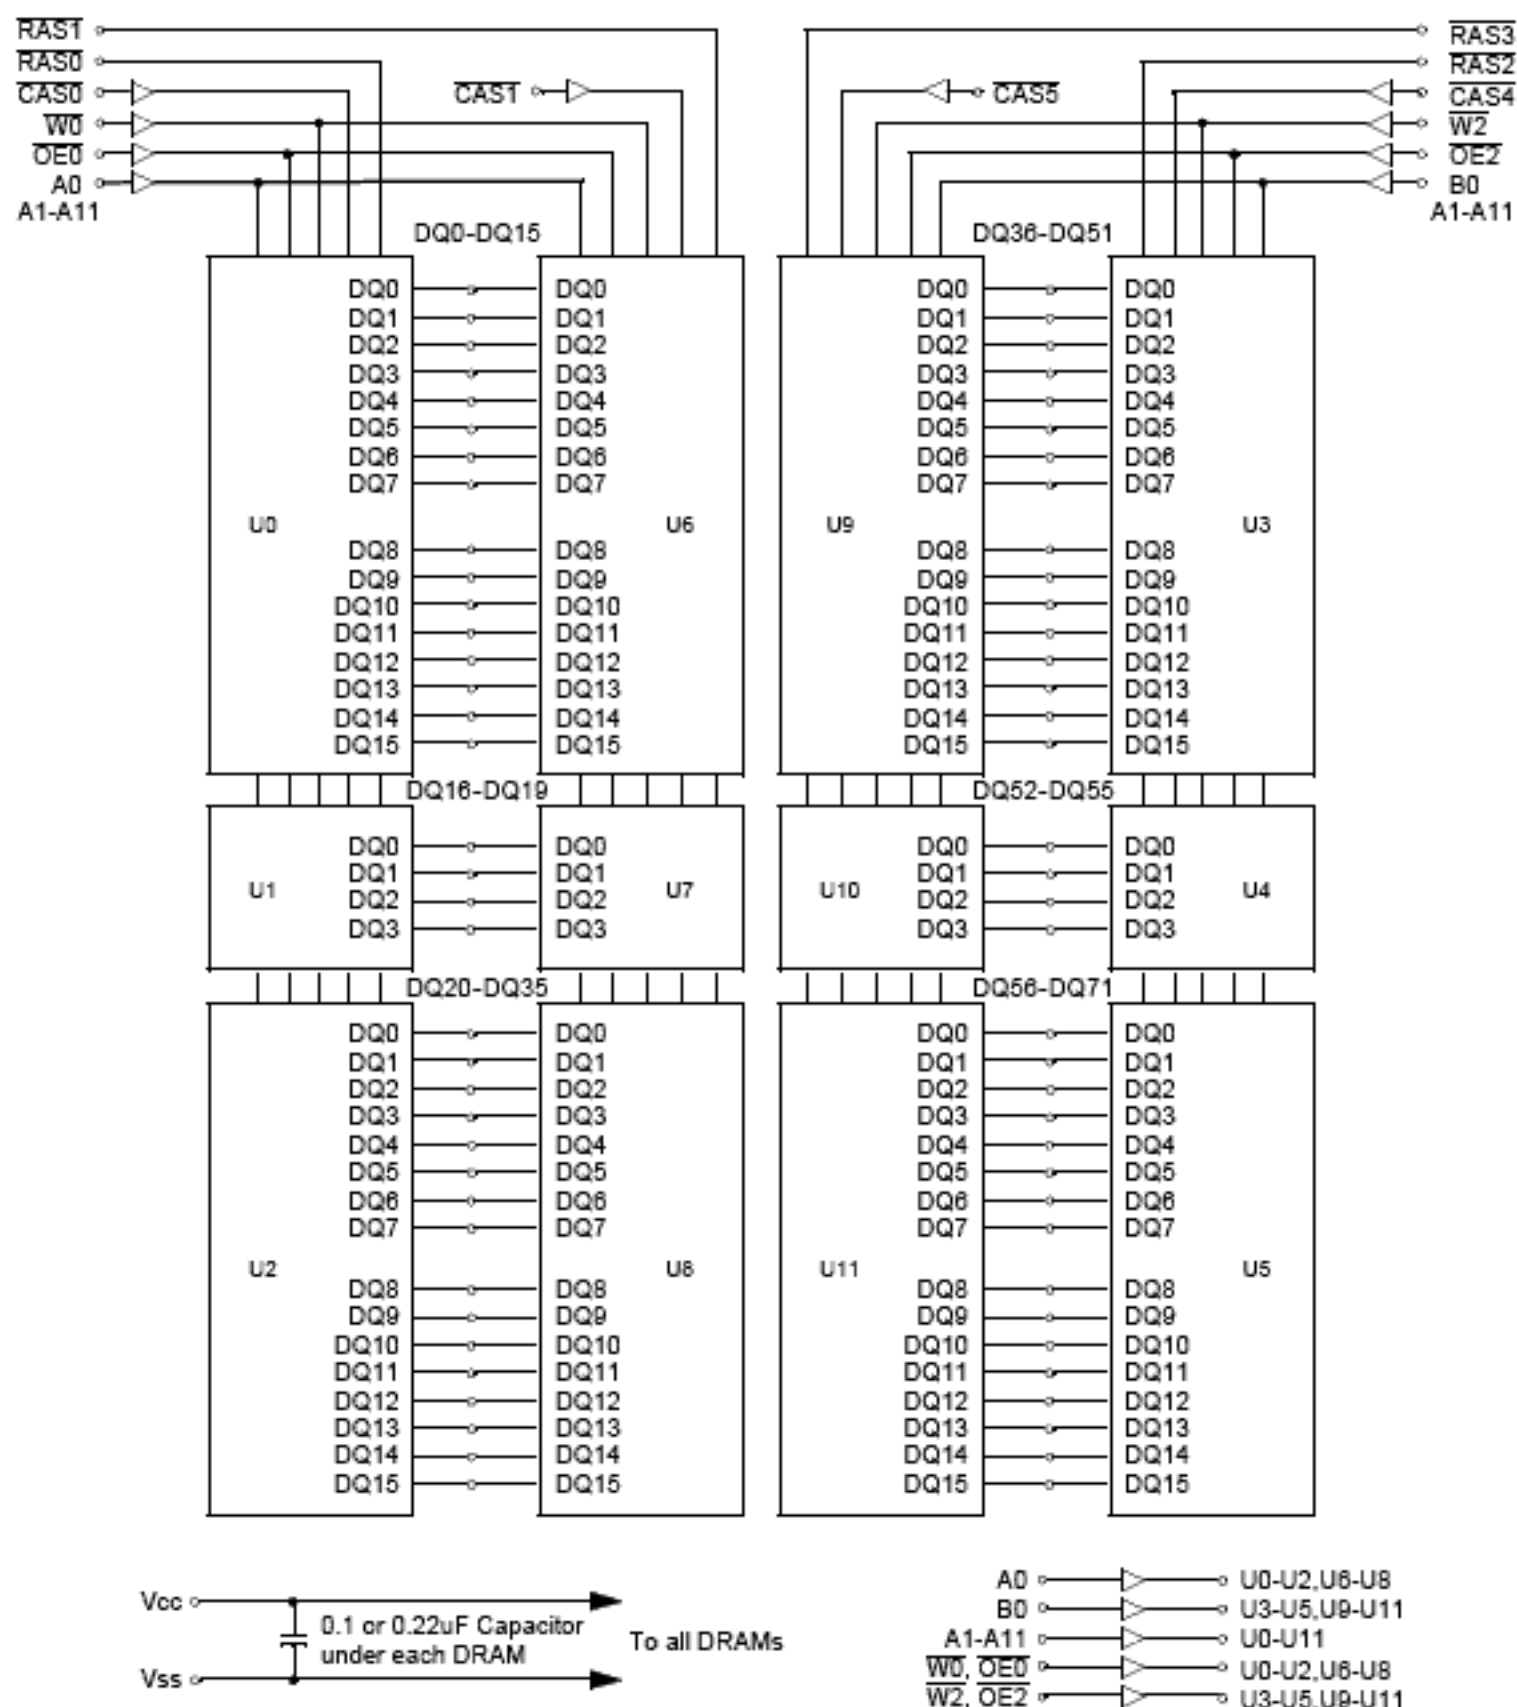 RAS1
RAS3
RAS0
RAS2
CAS0
CAS1
CAS5
CAS4
W0
W2
OE0
OE2
A0
B0
A1-A11
A1-A11
DQ0-DQ15
DQ36-DQ51
DQ0 DQ0 DQ0 DQ0
DQ1 DQ1 DQ1 DQ1
DQ2 DQ2 DQ2 DQ2
DQ3 DQ3 DQ3 DQ3
DQ4 DQ4 DQ4 DQ4
DQ5 DQ5 DQ5 DQ5
DQ6 DQ6 DQ6 DQ6
DQ7 DQ7 DQ7 DQ7
U0 U6 U9 U3
DQ8 DQ8 DQ8 DQ8
DQ9 DQ9 DQ9 DQ9
DQ10 DQ10 DQ10 DQ10
DQ11 DQ11 DQ11 DQ11
DQ12 DQ12 DQ12 DQ12
DQ13 DQ13 DQ13 DQ13
DQ14 DQ14 DQ14 DQ14
DQ15 DQ15 DQ15 DQ15
DQ16-DQ19
DQ52-DQ55
DQ0 DQ0 DQ0 DQ0
DQ1 DQ1 DQ1 DQ1
U1 U7 U10 U4
DQ2 DQ2 DQ2 DQ2
DQ3 DQ3 DQ3 DQ3
DQ20-DQ35
DQ56-DQ71
DQ0 DQ0 DQ0 DQ0
DQ1 DQ1 DQ1 DQ1
DQ2 DQ2 DQ2 DQ2
DQ3 DQ3 DQ3 DQ3
DQ4 DQ4 DQ4 DQ4
DQ5 DQ5 DQ5 DQ5
DQ6 DQ6 DQ6 DQ6
DQ7 DQ7 DQ7 DQ7
U2 U8 U11 U5
DQ8 DQ8 DQ8 DQ8
DQ9 DQ9 DQ9 DQ9
DQ10 DQ10 DQ10 DQ10
DQ11 DQ11 DQ11 DQ11
DQ12 DQ12 DQ12 DQ12
DQ13 DQ13 DQ13 DQ13
DQ14 DQ14 DQ14 DQ14
DQ15 DQ15 DQ15 DQ15
Vcc
0.1 or 0.22uF Capacitor
under each DRAM
To all DRAMs
Vss
A0 U0-U2,U6-U8
B0 U3-U5,U9-U11
A1-A11 U0-U11
W0, OE0 U0-U2,U6-U8
W2, OE2 U3-U5,U9-U11